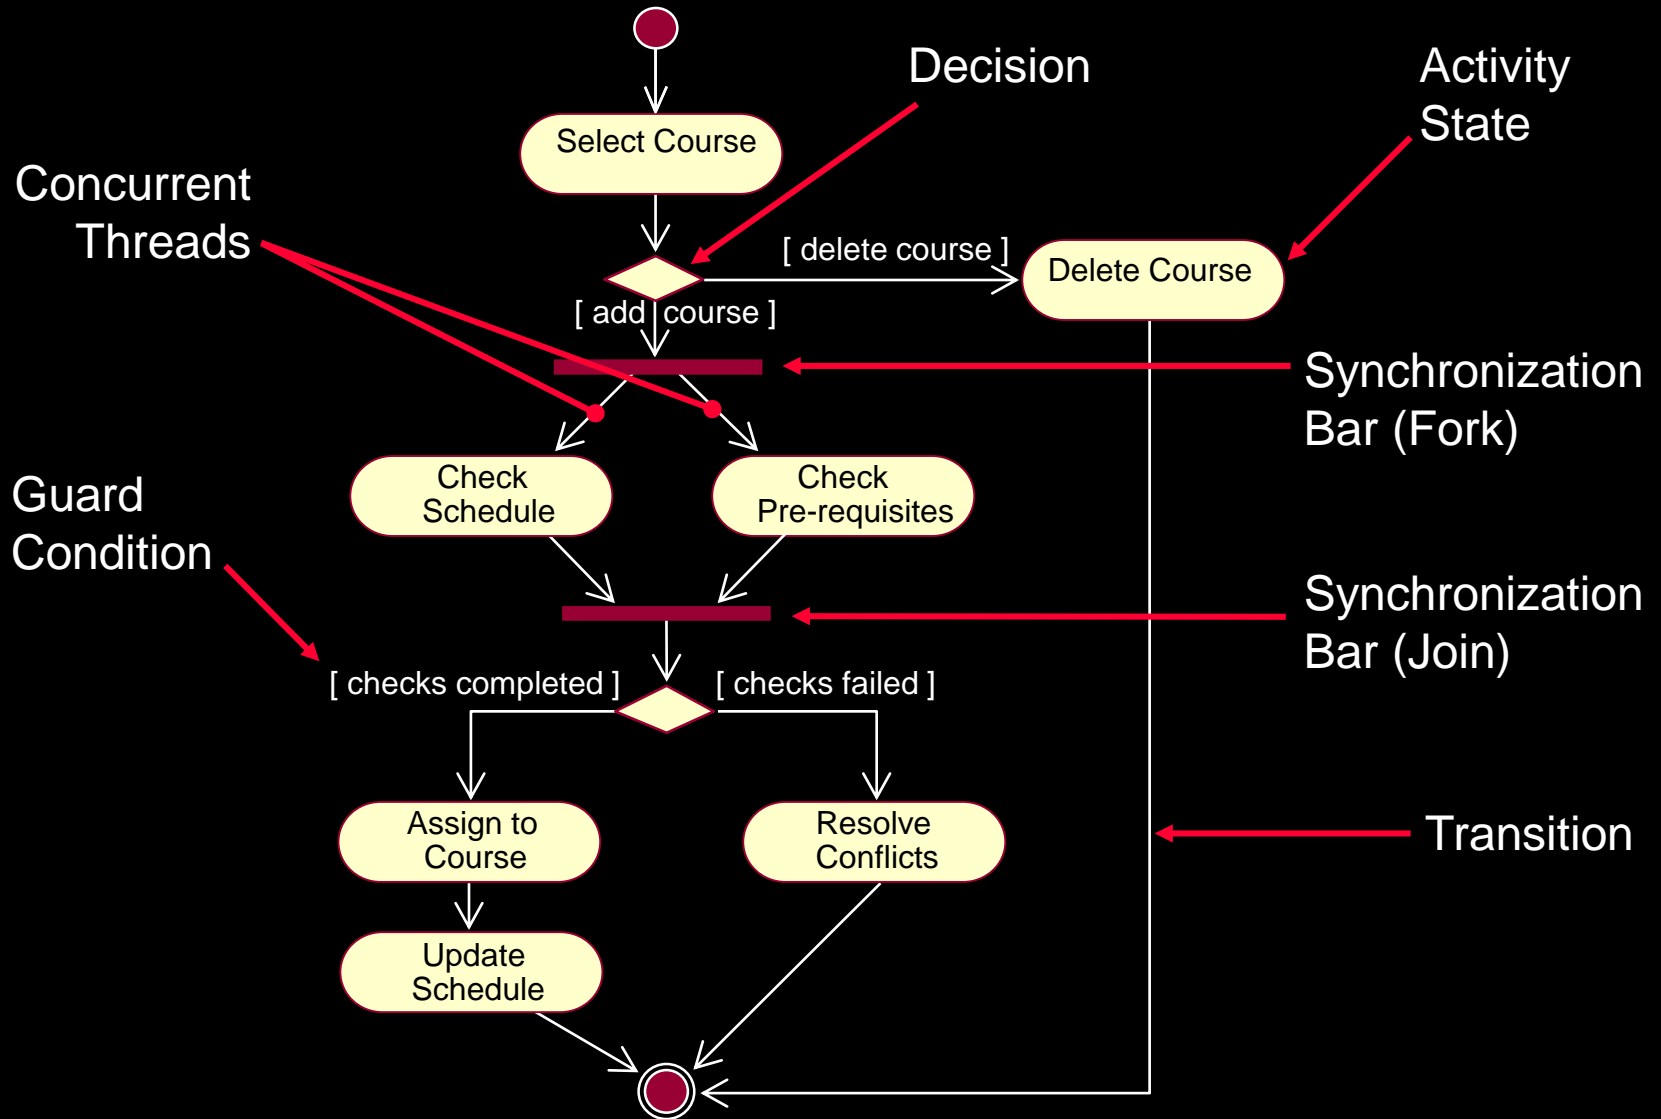 Decision
Activity
State
Select Course
Concurrent
Threads
[ delete course ]
Delete Course
[ add course ]
Synchronization
Bar (Fork)
Check
Schedule
Check
Pre-requisites
Guard
Condition
Synchronization
Bar (Join)
[ checks completed ]
[ checks failed ]
Assign to
Course
Resolve
Conflicts
Transition
Update
Schedule